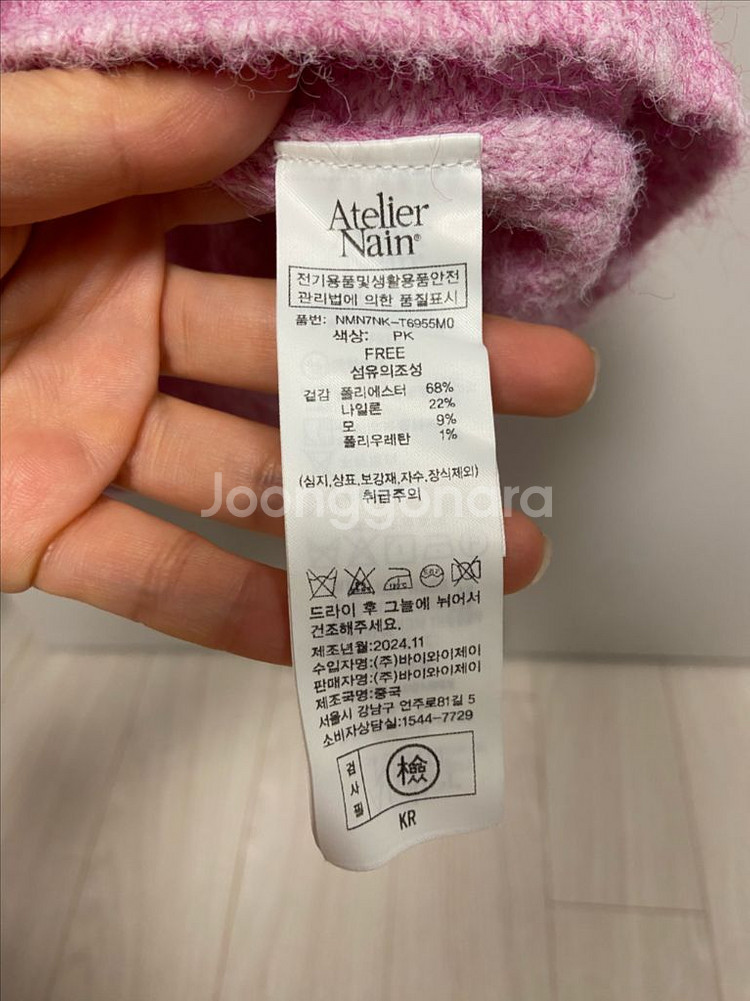 Atelier
Nain®
전기용품및생활용품안전
관리법에 의한 품질표시
품번: NMN7NK-T6955M0
색상: PK
FREE
섬유의조성
겉감 폴리에스터 68%
나일론 22%
모 9%
폴리우레탄 1%
(심지,상표,보강재,자수,장식제외)
취급주의
Joonggonara
드라이 후 그늘에 뉘어서
건조해주세요.
제조년월:2024.11
수입자명:(주)바이와이제이
판매자명:(주)바이와이제이
제조국명:중국
서울시 강남구 언주로81길 5
소비자상담실:1544-7729
검사필 檢
KR